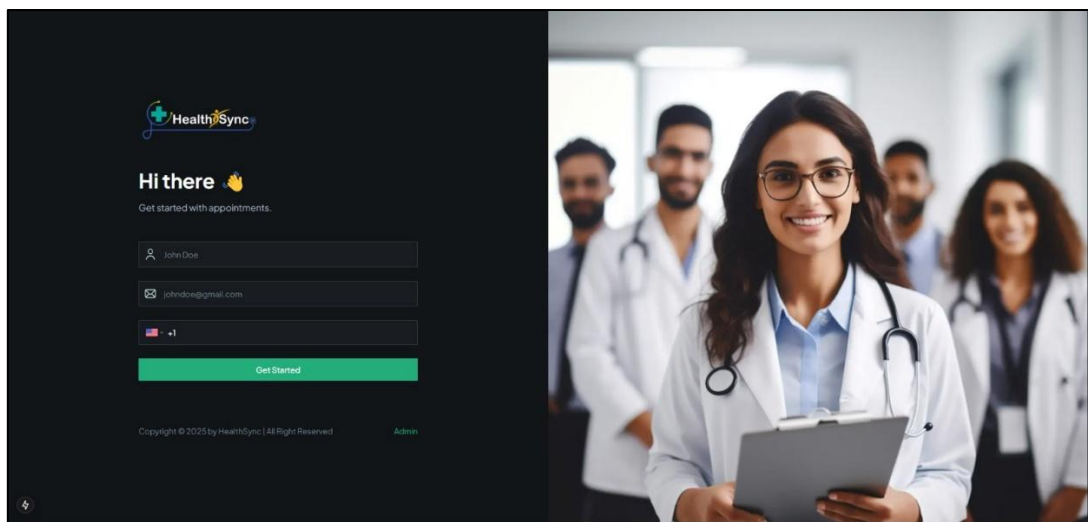 HealthSync
Hi there 👋
Get started with appointments.
John Doe
johndoe@gmail.com
+1
Get Started
Copyright © 2025 by HealthSync | All Right Reserved
Admin